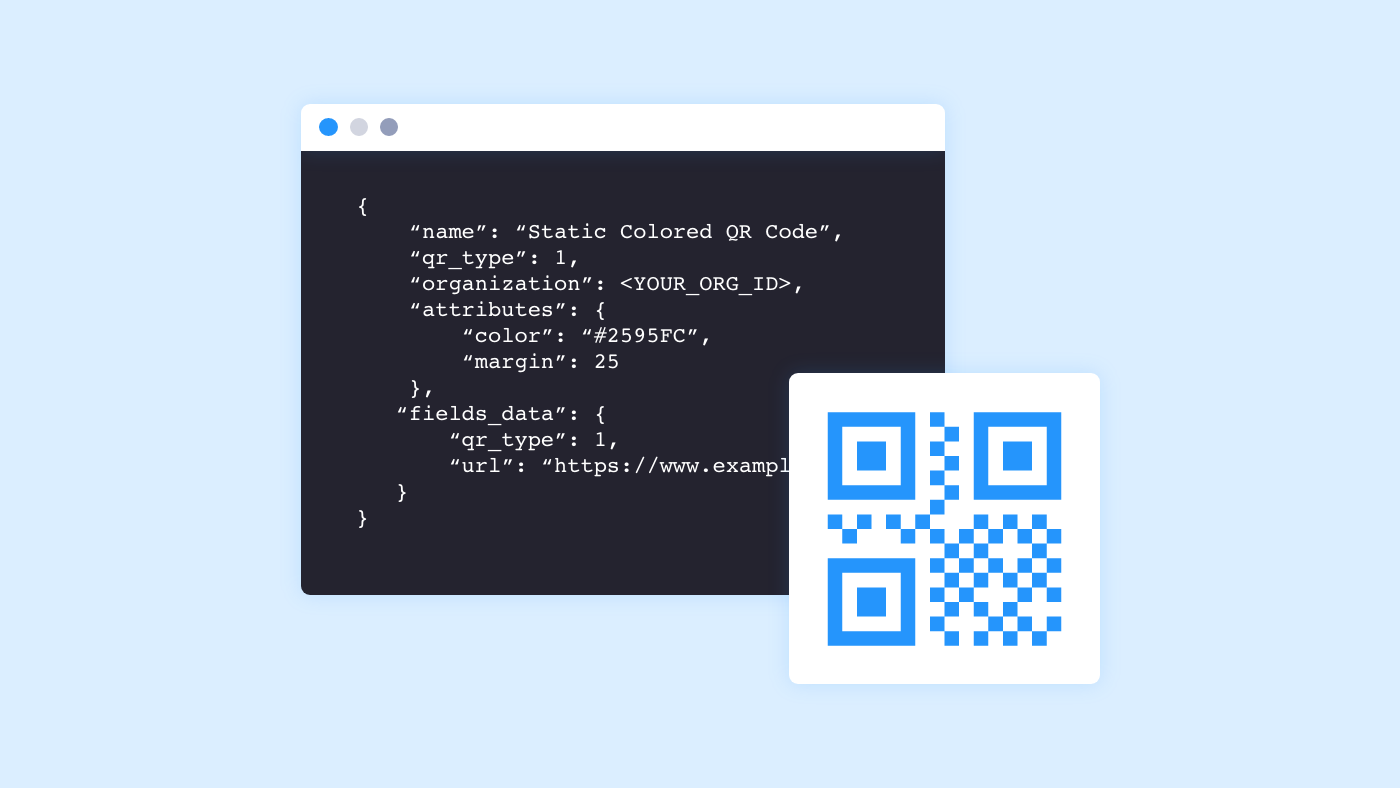 {
“name”: “Static Colored QR Code”,
“qr_type”: 1,
“organization”: <YOUR_ORG_ID>,
“attributes”: {
“color”: “#2595FC”,
“margin”: 25
},
“fields_data”: {
“qr_type”: 1,
“url”: “https://www.exampl
}
}